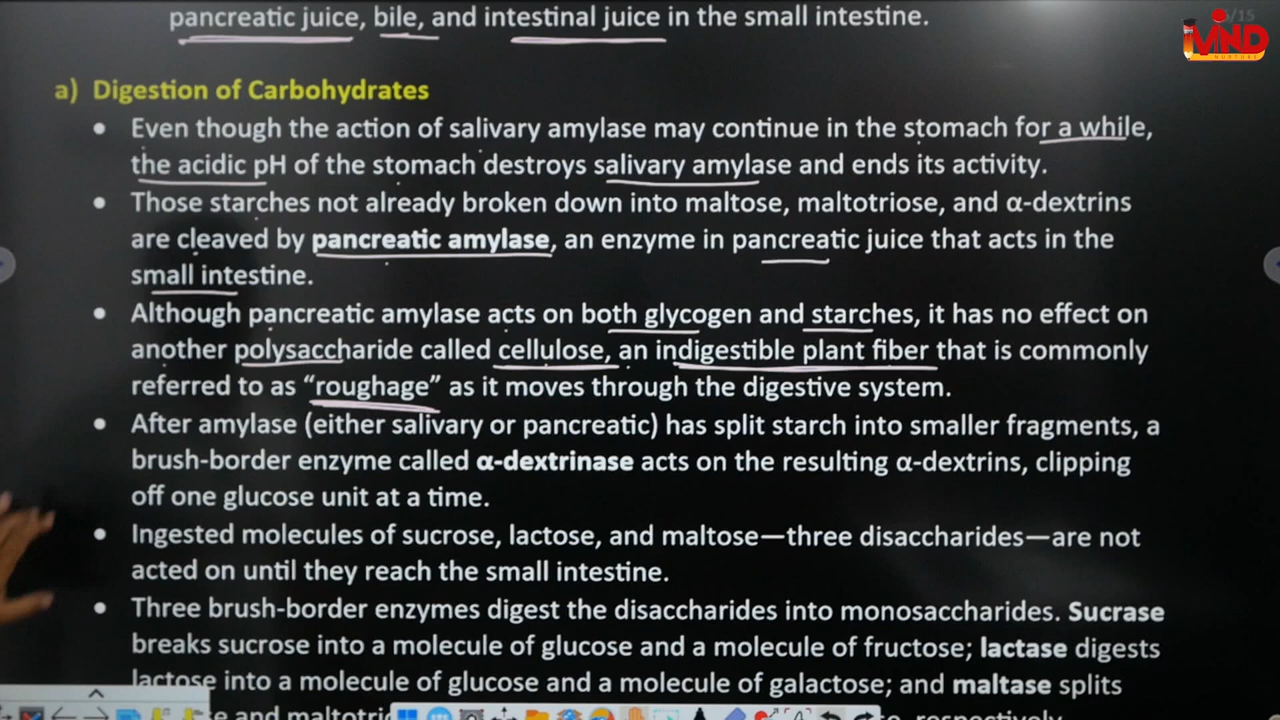 pancreatic juice, bile, and intestinal juice in the small intestine.
/15
MIND
NURTURE
a) Digestion of Carbohydrates
• Even though the action of salivary amylase may continue in the stomach for a while,
the acidic pH of the stomach destroys salivary amylase and ends its activity.
• Those starches not already broken down into maltose, maltotriose, and α-dextrins
are cleaved by pancreatic amylase, an enzyme in pancreatic juice that acts in the
small intestine.
• Although pancreatic amylase acts on both glycogen and starches, it has no effect on
another polysaccharide called cellulose, an indigestible plant fiber that is commonly
referred to as “roughage” as it moves through the digestive system.
• After amylase (either salivary or pancreatic) has split starch into smaller fragments, a
brush-border enzyme called α-dextrinase acts on the resulting α-dextrins, clipping
off one glucose unit at a time.
• Ingested molecules of sucrose, lactose, and maltose—three disaccharides—are not
acted on until they reach the small intestine.
• Three brush-border enzymes digest the disaccharides into monosaccharides. Sucrase
breaks sucrose into a molecule of glucose and a molecule of fructose; lactase digests
lactose into a molecule of glucose and a molecule of galactose; and maltase splits
and respectively